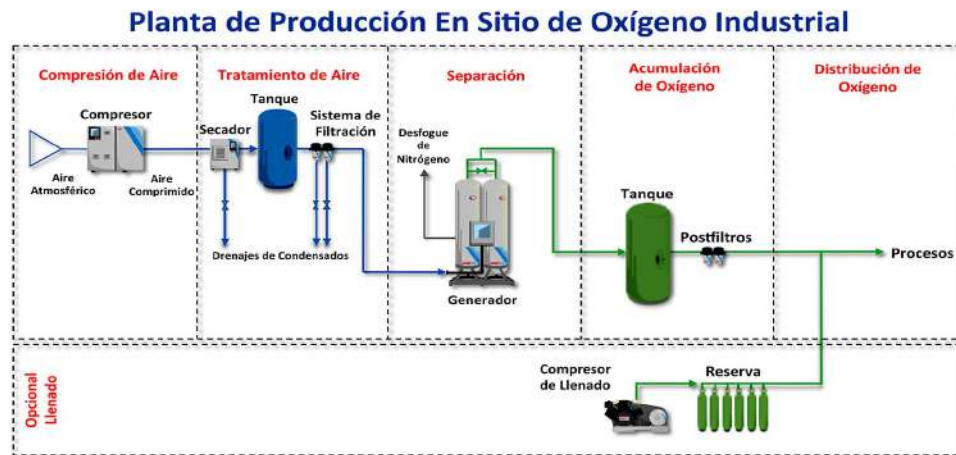 Planta de Producción En Sitio de Oxígeno Industrial
Compresión de Aire
Tratamiento de Aire
Separación
Acumulación
de Oxígeno
Distribución de
Oxígeno
Compresor
Aire
Atmosférico
Aire
Comprimido
Tanque
Secador
Sistema de
Filtración
Drenajes de Condensados
Desfogue
de
Nitrógeno
Generador
Tanque
Postfiltros
Procesos
Opcional
Llenado
Compresor
de Llenado
Reserva